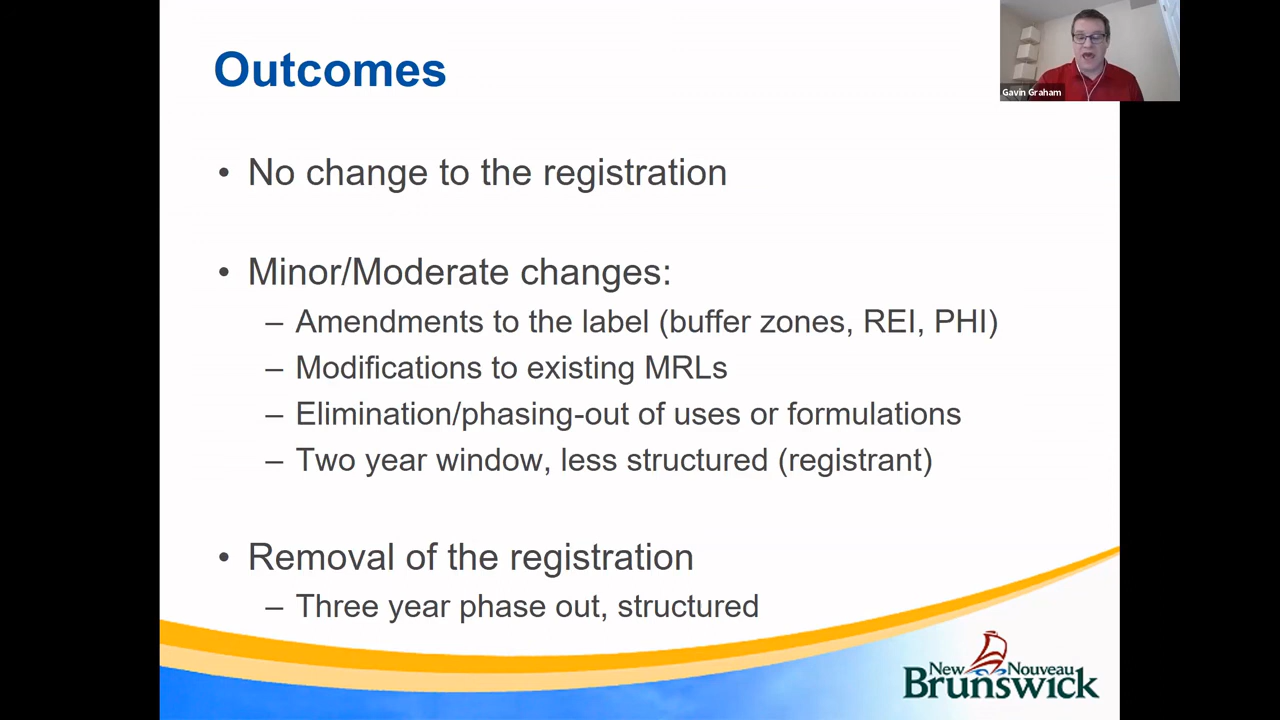 Outcomes
Gavin Graham
• No change to the registration
• Minor/Moderate changes:
– Amendments to the label (buffer zones, REI, PHI)
– Modifications to existing MRLs
– Elimination/phasing-out of uses or formulations
– Two year window, less structured (registrant)
• Removal of the registration
– Three year phase out, structured
New Nouveau
Brunswick